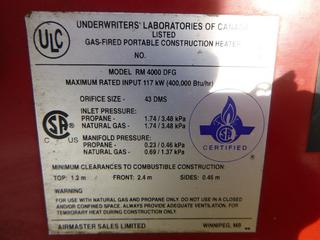 ULC
UNDERWRITERS' LABORATORIES OF CANADA
LISTED
GAS-FIRED PORTABLE CONSTRUCTION HEATER
NO.
MODEL RM 4000 DFG
MAXIMUM RATED INPUT 117 kW (400,000 Btu/hr)
ORIFICE SIZE - 43 DMS
INLET PRESSURE:
PROPANE - 1.74 / 3.48 kPa
NATURAL GAS - 1.74 / 3.48 kPa
MANIFOLD PRESSURE:
PROPANE - 0.23 / 0.46 kPa
NATURAL GAS - 0.69 / 1.37 kPa
C US
CERTIFIED
MINIMUM CLEARANCES TO COMBUSTIBLE CONSTRUCTION
TOP: 1.2 m FRONT: 2.4 m SIDES: 0.46 m
WARNING
FOR USE WITH NATURAL GAS AND PROPANE ONLY. DO NOT USE IN A CLOSED
AND/OR CONFINED SPACE. ALWAYS PROVIDE ADEQUATE VENTILATION. FOR
TEMPORARY HEAT DURING CONSTRUCTION ONLY.
AIRMASTER SALES LIMITED WINNIPEG, MB